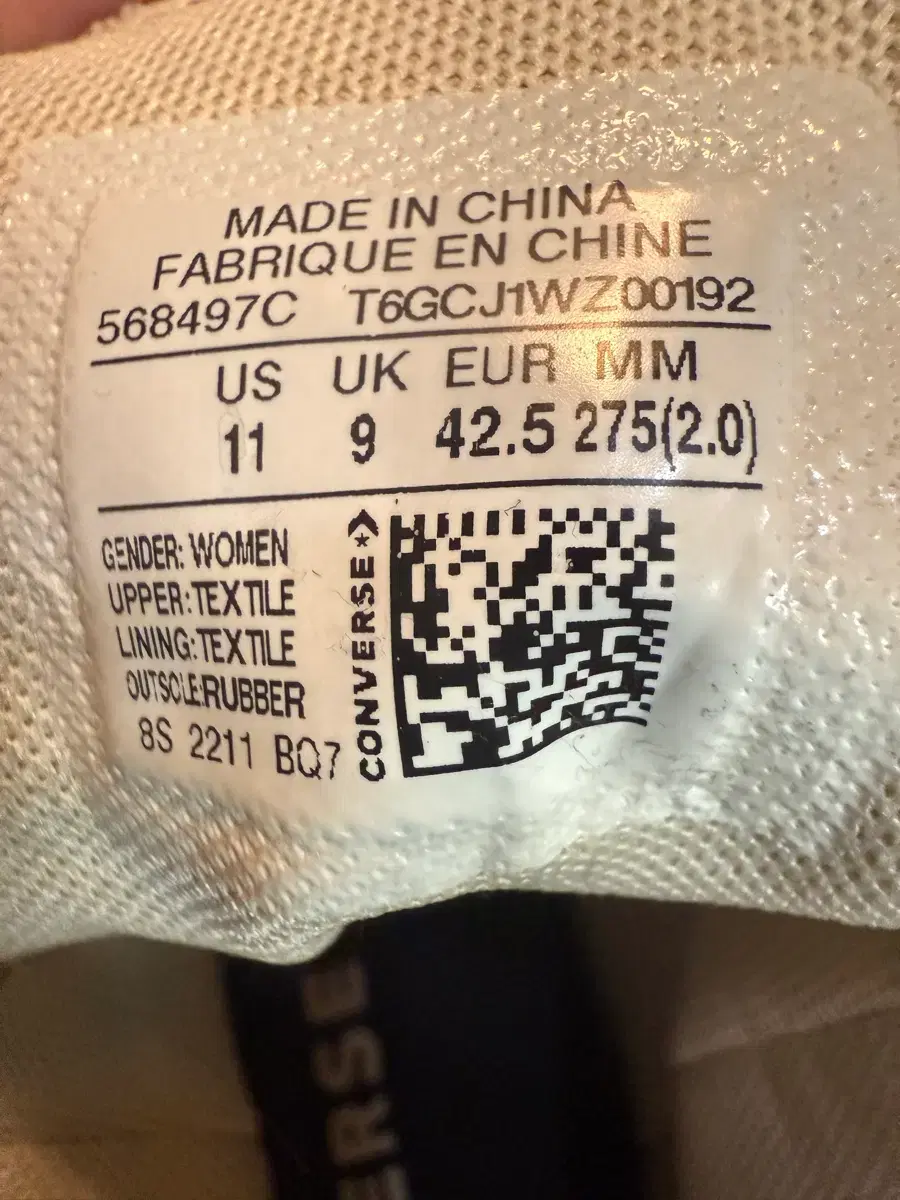 MADE IN CHINA
FABRIQUE EN CHINE
568497C T6GCJ1WZ00192
US UK EUR MM
11 9 42.5 275(2.0)
GENDER: WOMEN
UPPER:TEXTILE
LINING:TEXTILE
OUTSOLE:RUBBER
8S 2211 BQ7
CONVERSE
ERSE